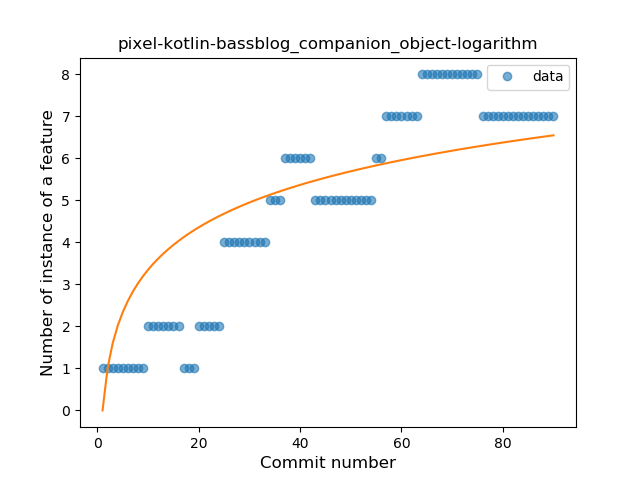 pixel-kotlin-bassblog_companion_object-logarithm
data
Number of instance of a feature
8
7
6
5
4
3
2
1
0
0 20 40 60 80
Commit number